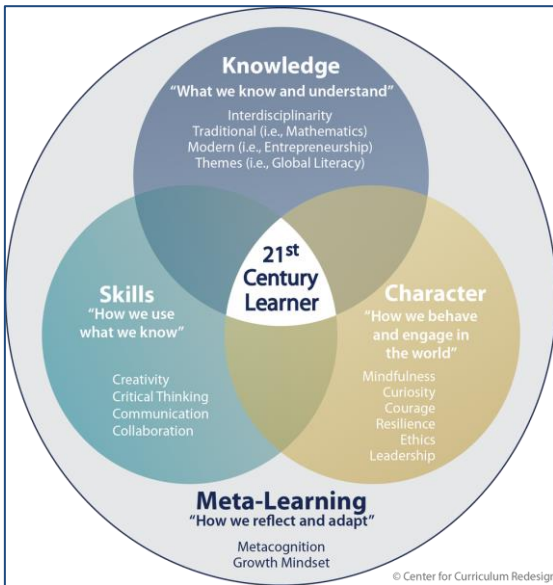 Knowledge
“What we know and understand”
Interdisciplinarity
Traditional (i.e., Mathematics)
Modern (i.e., Entrepreneurship)
Themes (i.e., Global Literacy)
21st
Century
Learner
Skills
“How we use
what we know”
Creativity
Critical Thinking
Communication
Collaboration
Character
“How we behave
and engage in
the world”
Mindfulness
Curiosity
Courage
Resilience
Ethics
Leadership
Meta-Learning
“How we reflect and adapt”
Metacognition
Growth Mindset
© Center for Curriculum Redesign